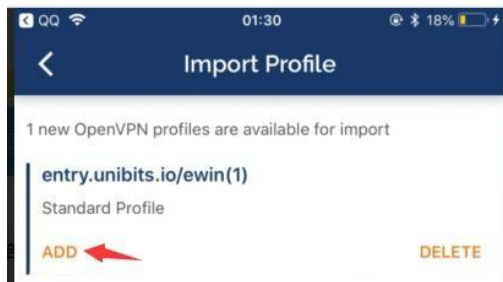 QQ 01:30 18%
Import Profile
1 new OpenVPN profiles are available for import
entry.unibits.io/ewin(1)
Standard Profile
ADD DELETE